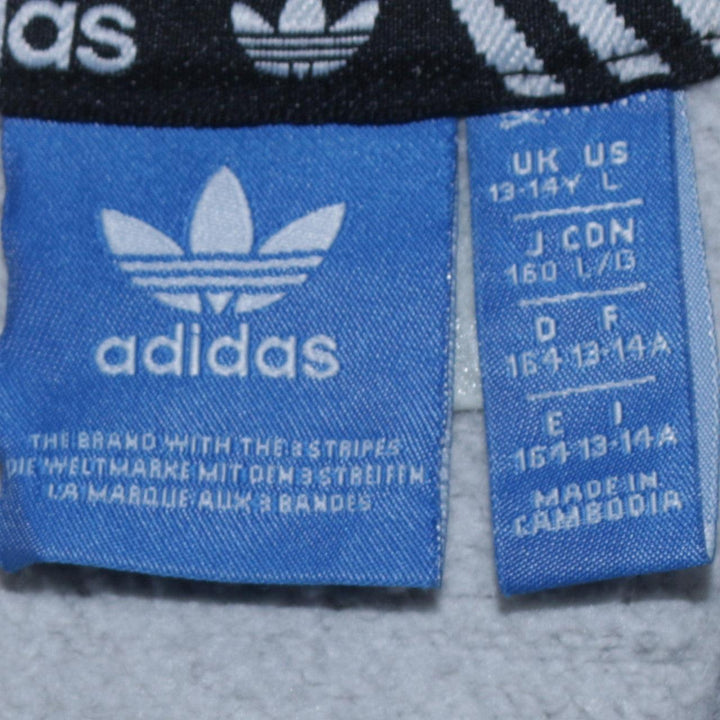 das
adidas
THE BRAND WITH THE 3 STRIPES
DIE WELTMARKE MIT DEN 3 STREIFEN
LA MARQUE AUX 3 BANDES
UK US
13-14Y L
J CDN
160 L/G
D F
164 13-14A
E I
164 13-14A
MADE IN
CAMBODIA